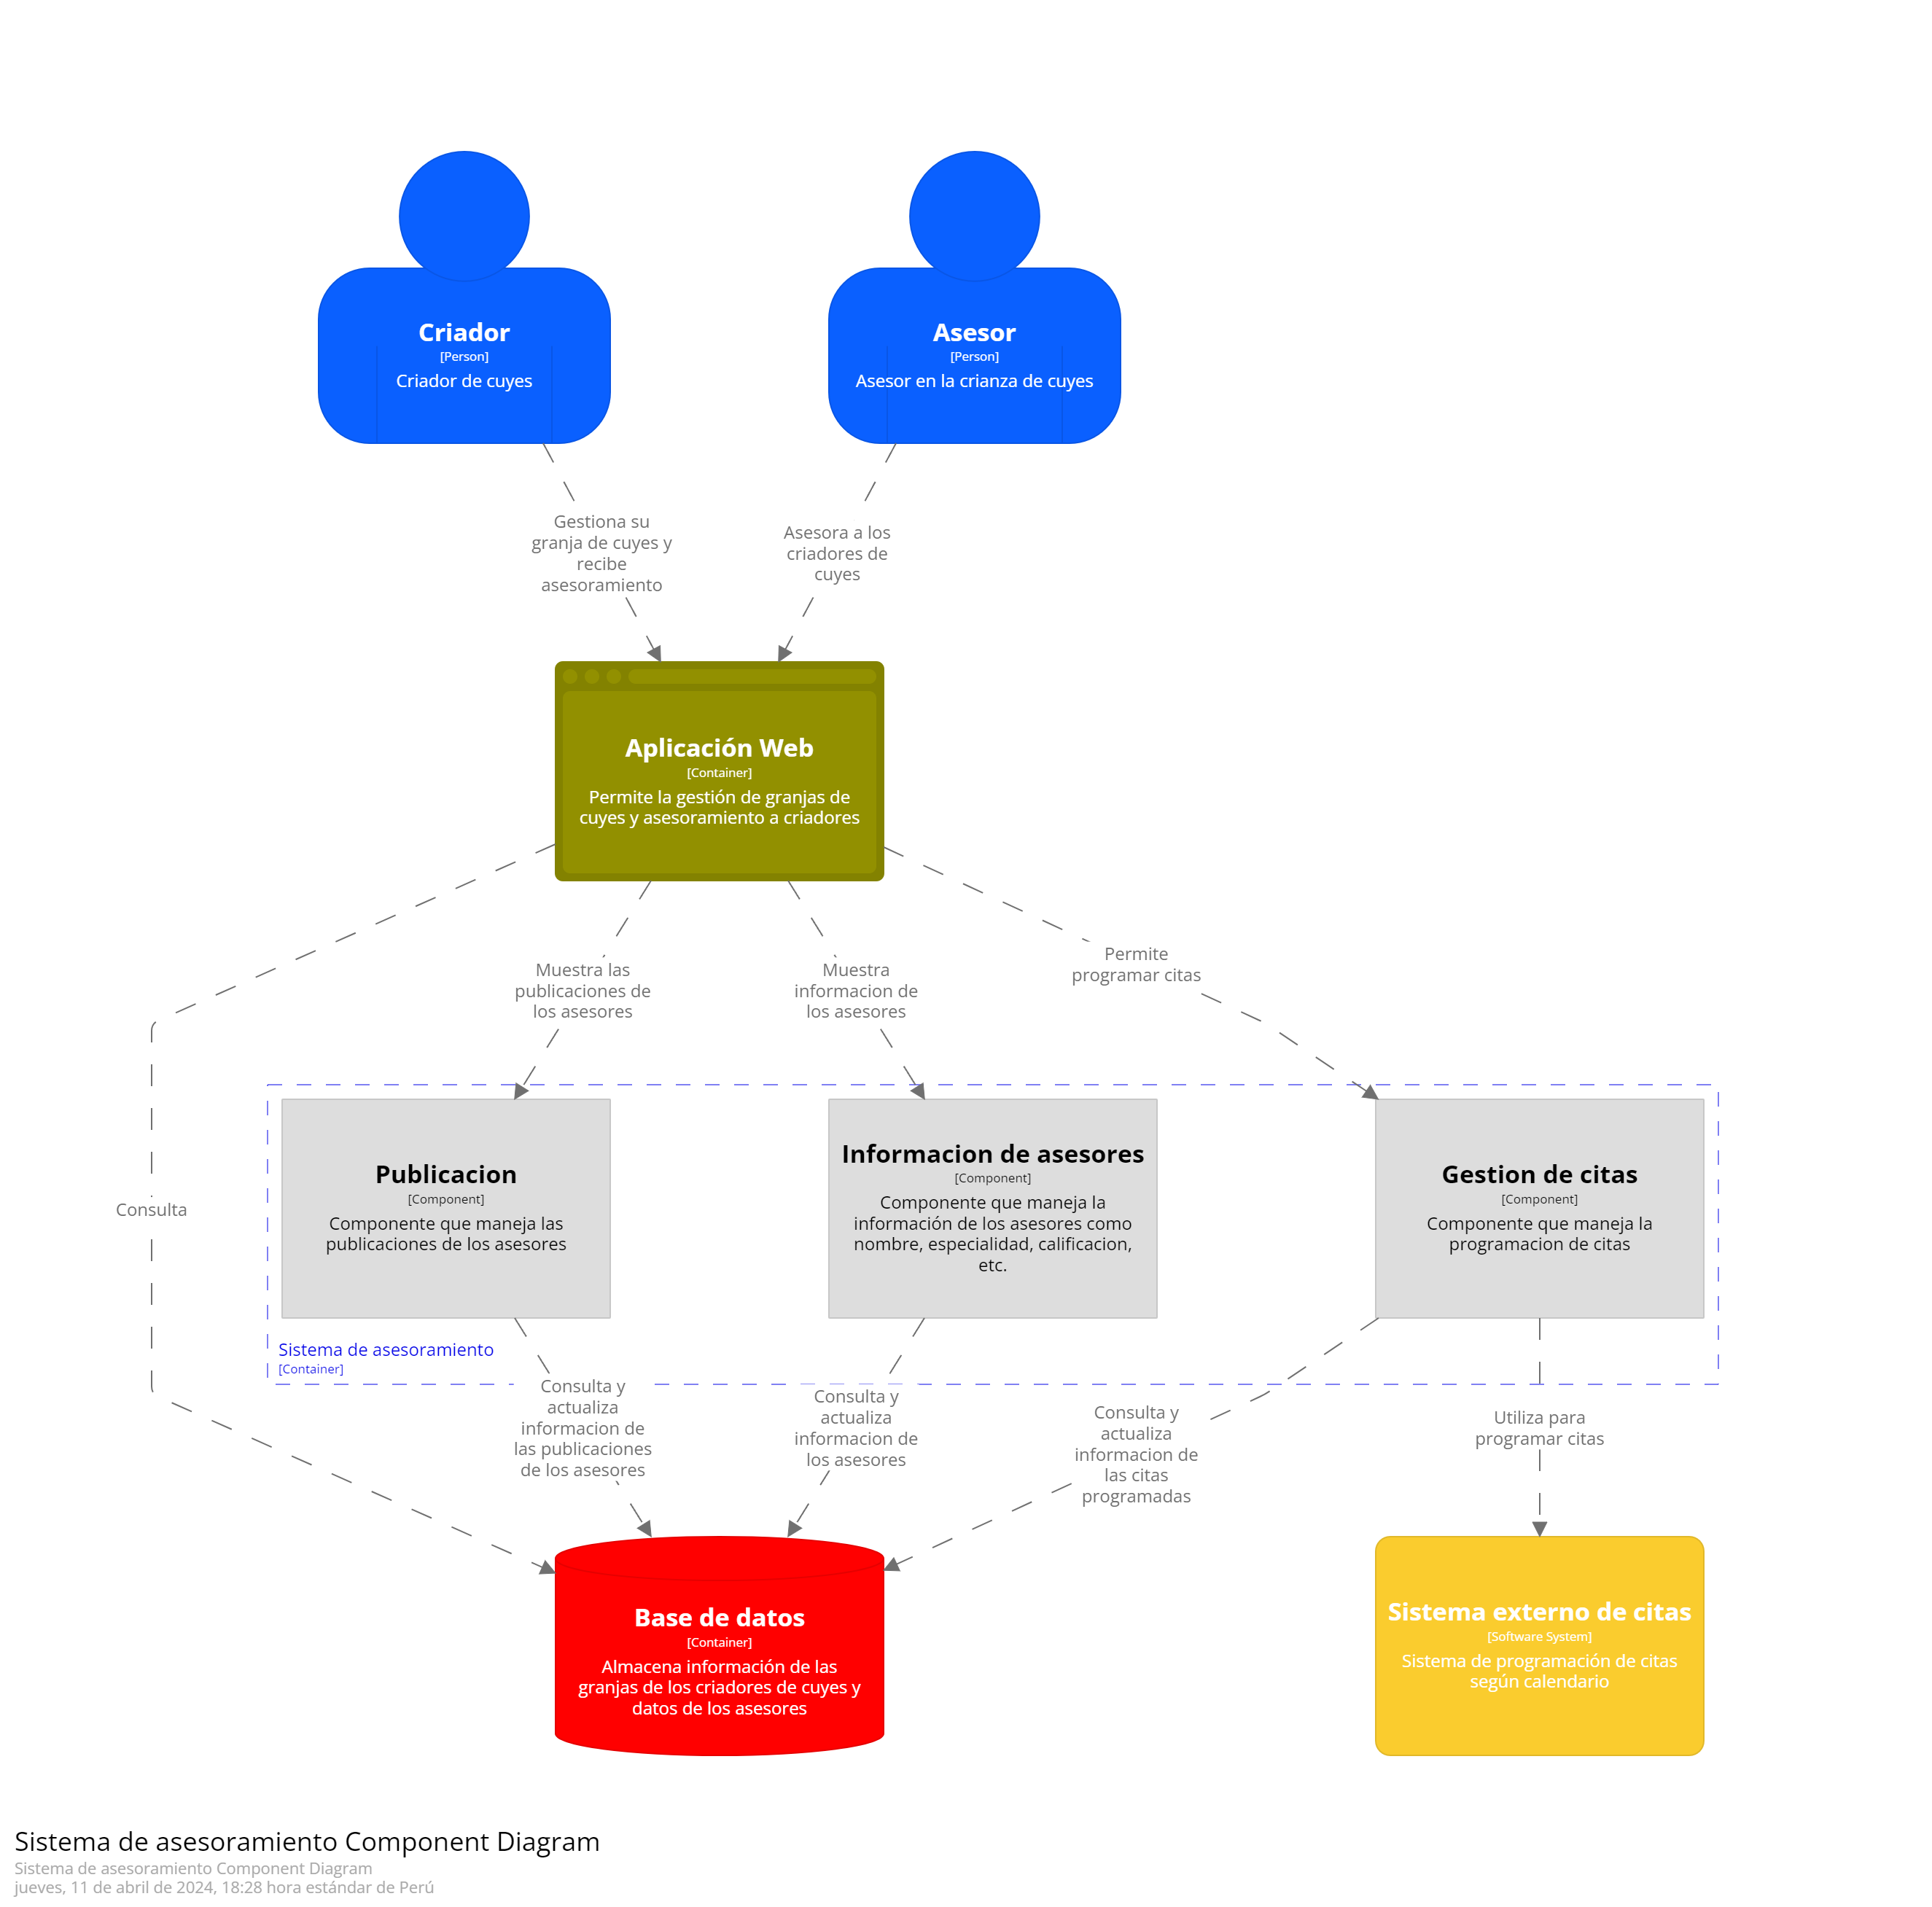 Criador
[Person]
Criador de cuyes
Asesor
[Person]
Asesor en la crianza de cuyes
Gestiona su
granja de cuyes y
recibe
asesoramiento
Asesora a los
criadores de
cuyes
Aplicación Web
[Container]
Permite la gestión de granjas de
cuyes y asesoramiento a criadores
Muestra las
publicaciones de
los asesores
Muestra
informacion de
los asesores
Permite
programar citas
Consulta
Publicacion
[Component]
Componente que maneja las
publicaciones de los asesores
Informacion de asesores
[Component]
Componente que maneja la
información de los asesores como
nombre, especialidad, calificacion,
etc.
Gestion de citas
[Component]
Componente que maneja la
programacion de citas
Sistema de asesoramiento
[Container]
Consulta y
actualiza
informacion de
las publicaciones
de los asesores
Consulta y
actualiza
informacion de
los asesores
Consulta y
actualiza
informacion de
las citas
programadas
Utiliza para
programar citas
Base de datos
[Container]
Almacena información de las
granjas de los criadores de cuyes y
datos de los asesores
Sistema externo de citas
[Software System]
Sistema de programación de citas
según calendario
Sistema de asesoramiento Component Diagram
Sistema de asesoramiento Component Diagram
jueves, 11 de abril de 2024, 18:28 hora estándar de Perú